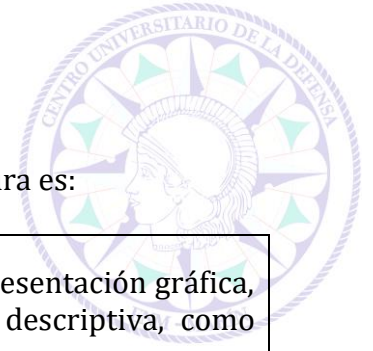 CENTRO UNIVERSITARIO DE LA DEFENSA
ra es:
esentación gráfica,
descriptiva, como